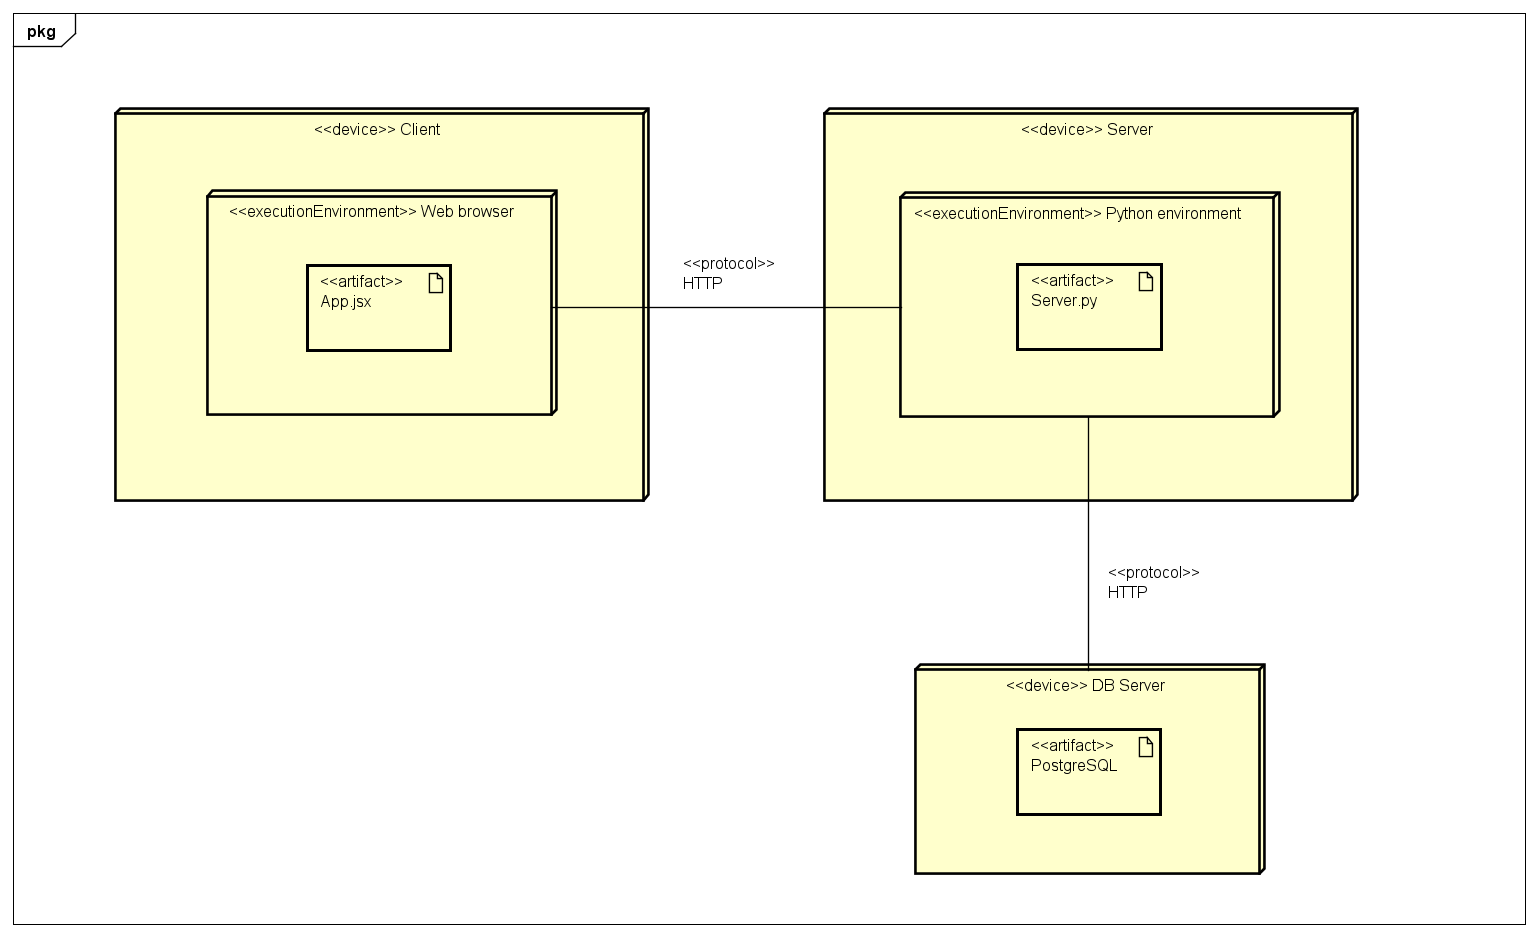 pkg
<<device>> Client
<<executionEnvironment>> Web browser
<<artifact>>
App.jsx
<<protocol>>
HTTP
<<device>> Server
<<executionEnvironment>> Python environment
<<artifact>>
Server.py
<<protocol>>
HTTP
<<device>> DB Server
<<artifact>>
PostgreSQL